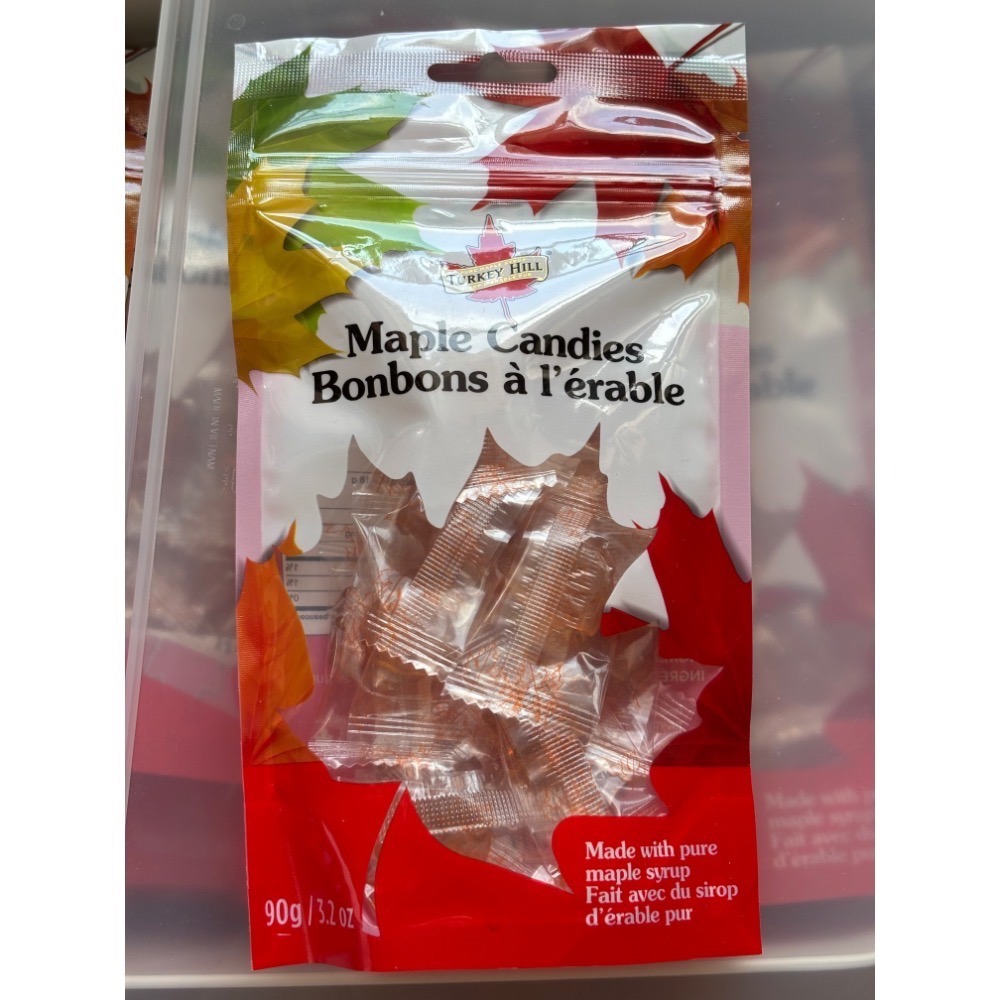 TURKEY HILL
Maple Candies
Bonbons à l'érable
Made with pure
maple syrup
Fait avec du sirop
d'érable pur
90g / 3.2 oz